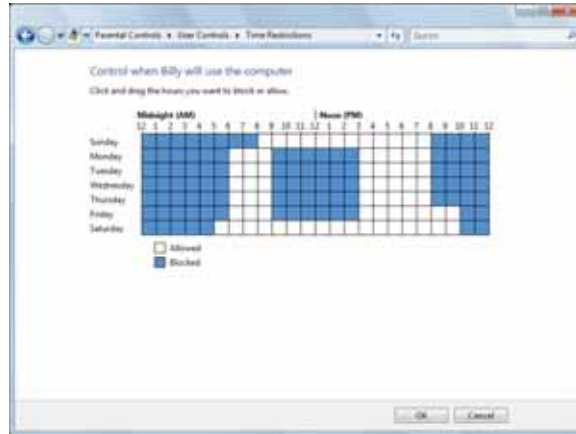 Parental Controls ▸ User Controls ▸ Time Restrictions
Search
Control when Billy will use the computer
Click and drag the hours you want to block or allow.
Midnight (AM) Noon (PM)
12 1 2 3 4 5 6 7 8 9 10 11 12 1 2 3 4 5 6 7 8 9 10 11 12
Sunday
Monday
Tuesday
Wednesday
Thursday
Friday
Saturday
Allowed
Blocked
OK Cancel